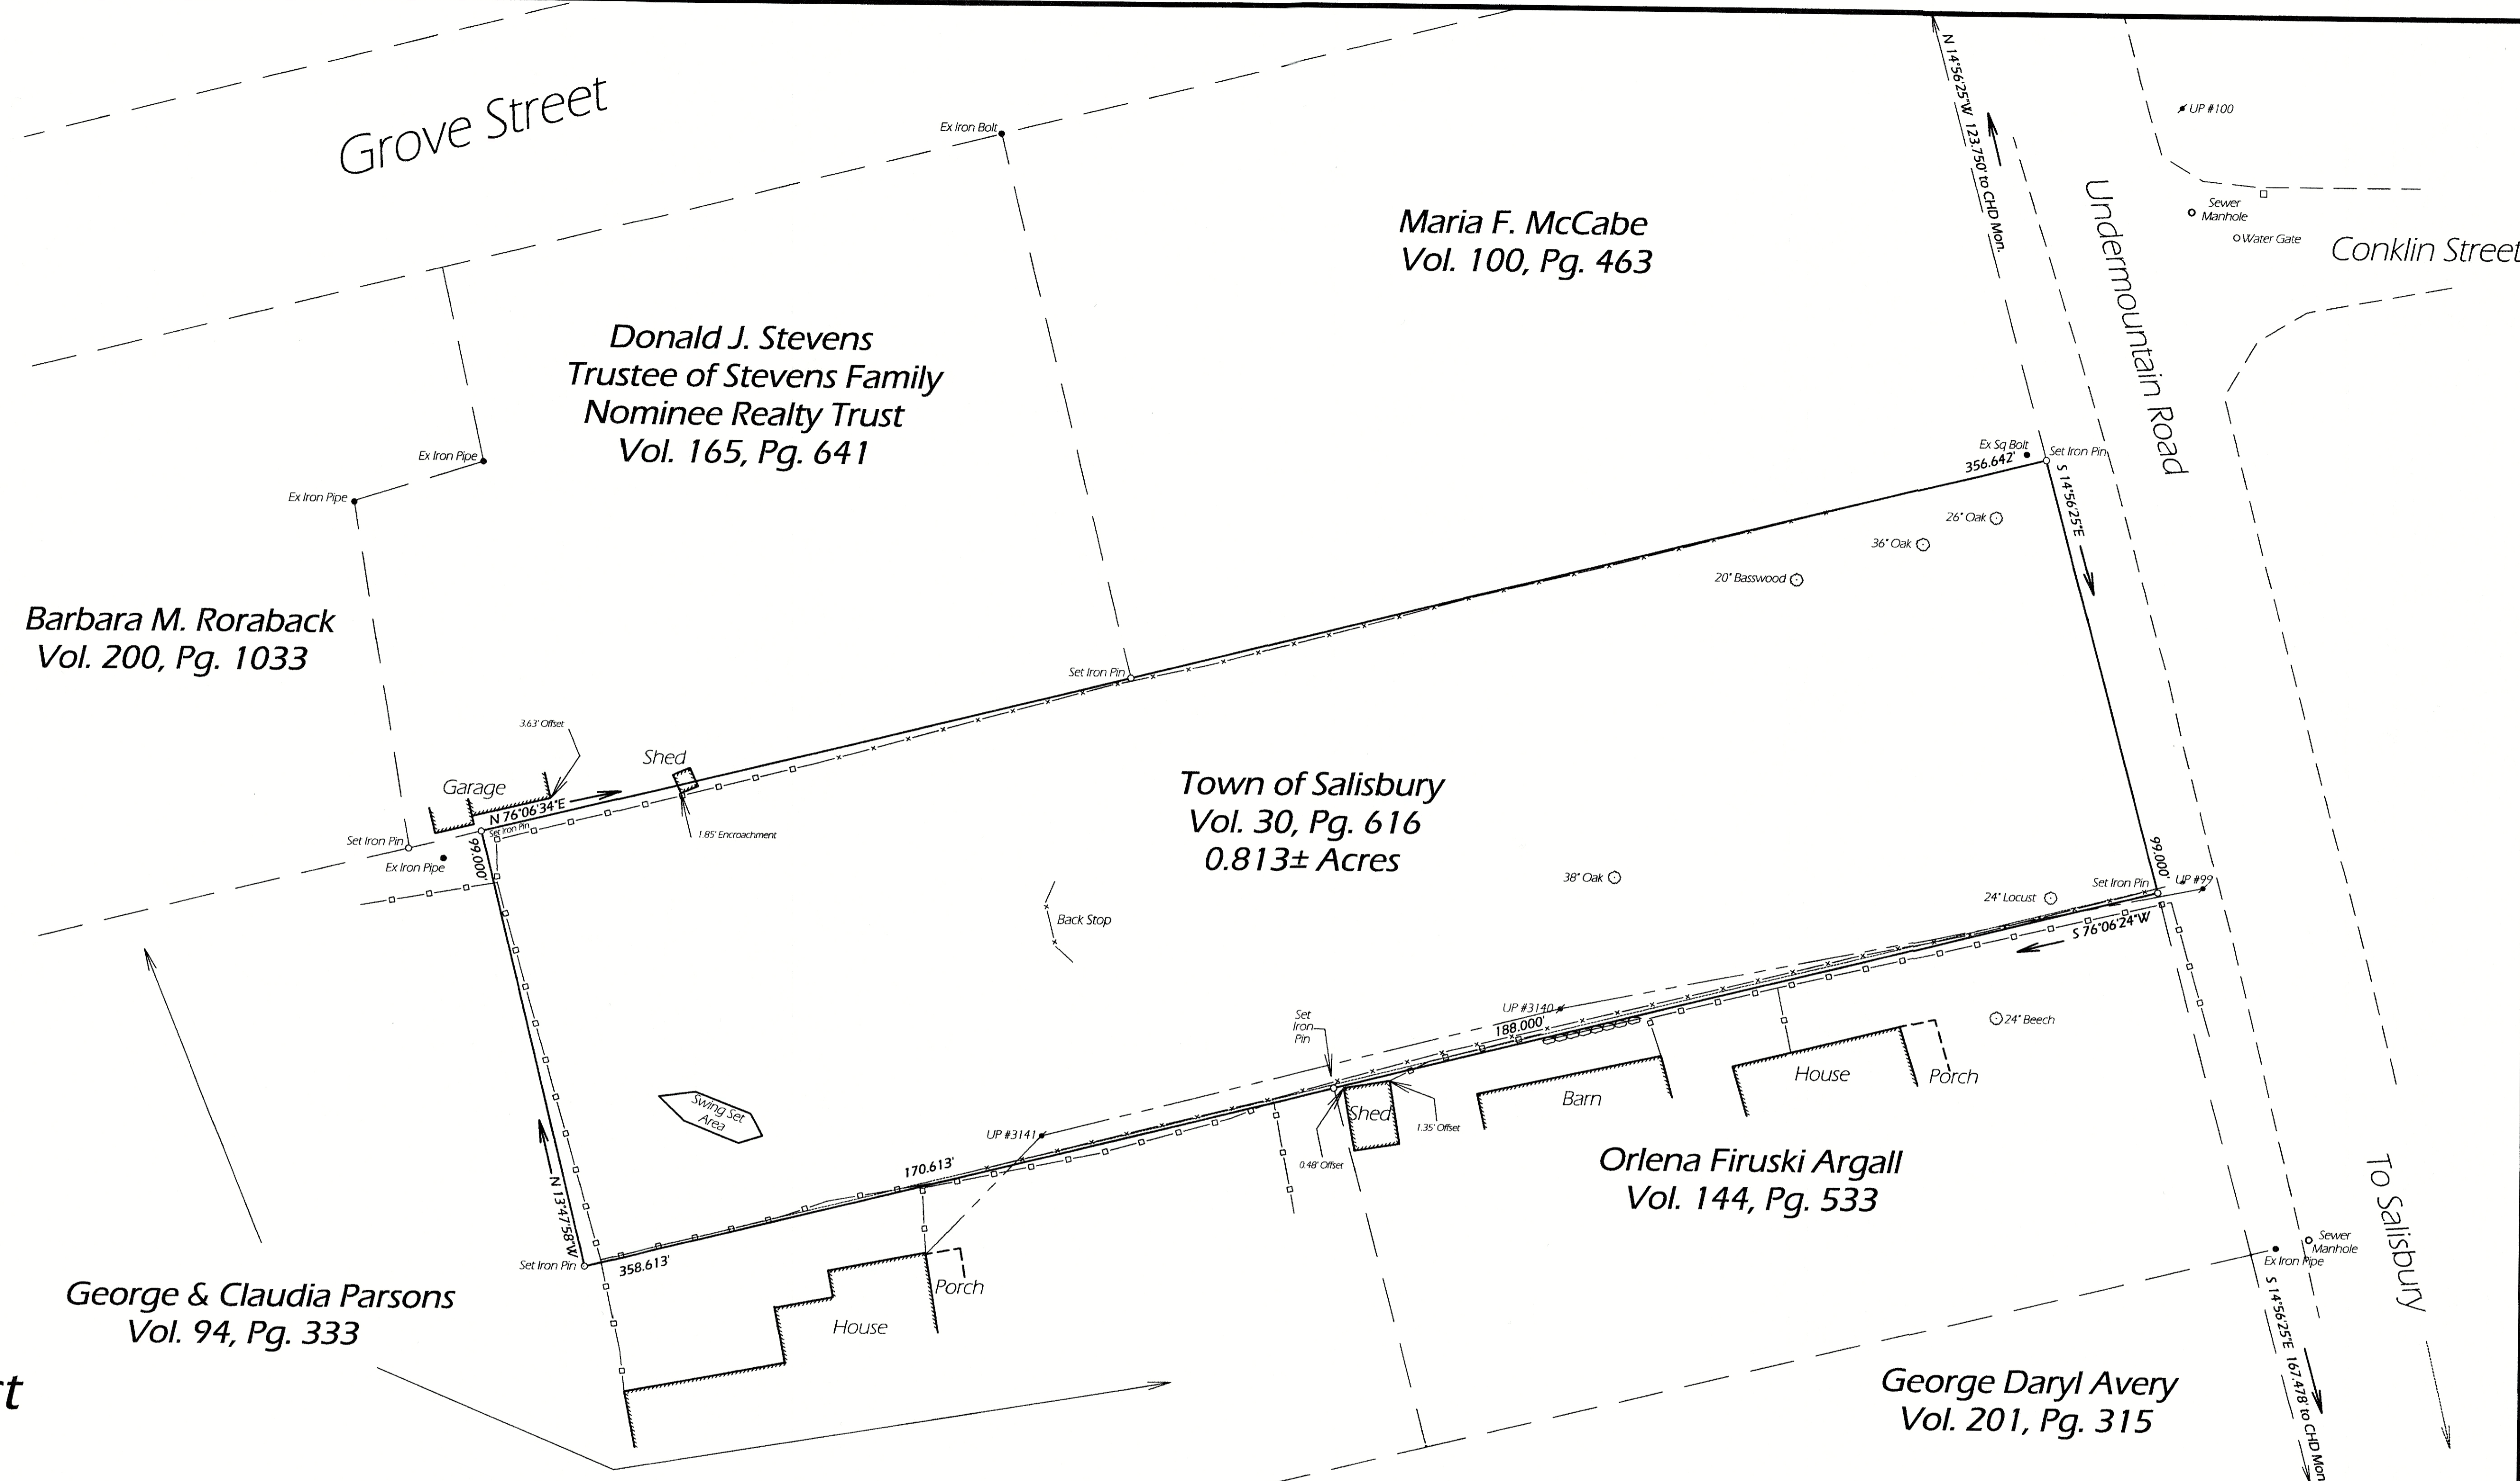 Grove Street
Ex Iron Bolt
N 14°56'25"W 123.750' to CHD Mon.
UP #100
Sewer
Manhole
Water Gate
Conklin Street
Undermountain Road
Maria F. McCabe
Vol. 100, Pg. 463
Donald J. Stevens
Trustee of Stevens Family
Nominee Realty Trust
Vol. 165, Pg. 641
Ex Iron Pipe
Ex Iron Pipe
Ex Sq Bolt
Set Iron Pin
356.642'
S 14°56'25"E
26" Oak
36" Oak
20" Basswood
Barbara M. Roraback
Vol. 200, Pg. 1033
Set Iron Pin
3.63' Offset
Shed
Garage
N 76°06'34"E
Set Iron Pin
1.85' Encroachment
Set Iron Pin
Ex Iron Pipe
99.000'
Town of Salisbury
Vol. 30, Pg. 616
0.813± Acres
38" Oak
Back Stop
99.000'
Set Iron Pin
UP #99
24" Locust
S 76°06'24"W
UP #3140
188.000'
Set
Iron
Pin
24" Beech
House
Porch
Barn
Shed
1.35' Offset
0.48' Offset
Swing Set
Area
UP #3141
170.613'
N 13°47'58"W
Set Iron Pin
358.613'
Orlena Firuski Argall
Vol. 144, Pg. 533
To Salisbury
Sewer
Manhole
Ex Iron Pipe
S 14°56'25"E 167.478' to CHD Mon
George & Claudia Parsons
Vol. 94, Pg. 333
Porch
House
rt
George Daryl Avery
Vol. 201, Pg. 315